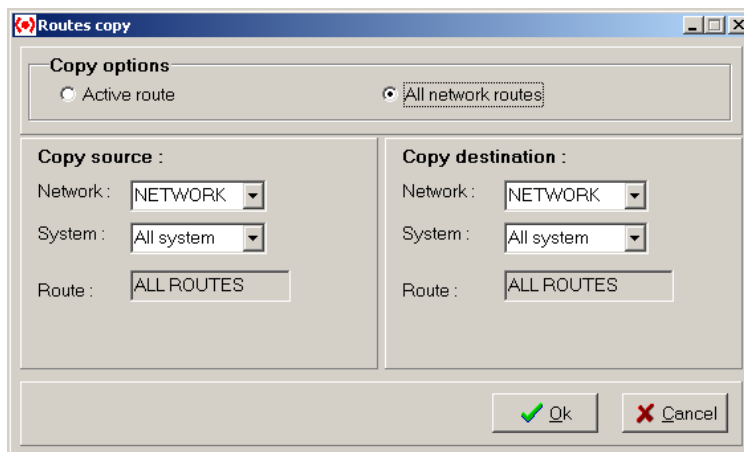 Routes copy
Copy options
Active route
All network routes
Copy source :
Network :
NETWORK
System :
All system
Route :
ALL ROUTES
Copy destination :
Network :
NETWORK
System :
All system
Route :
ALL ROUTES
Ok
Cancel